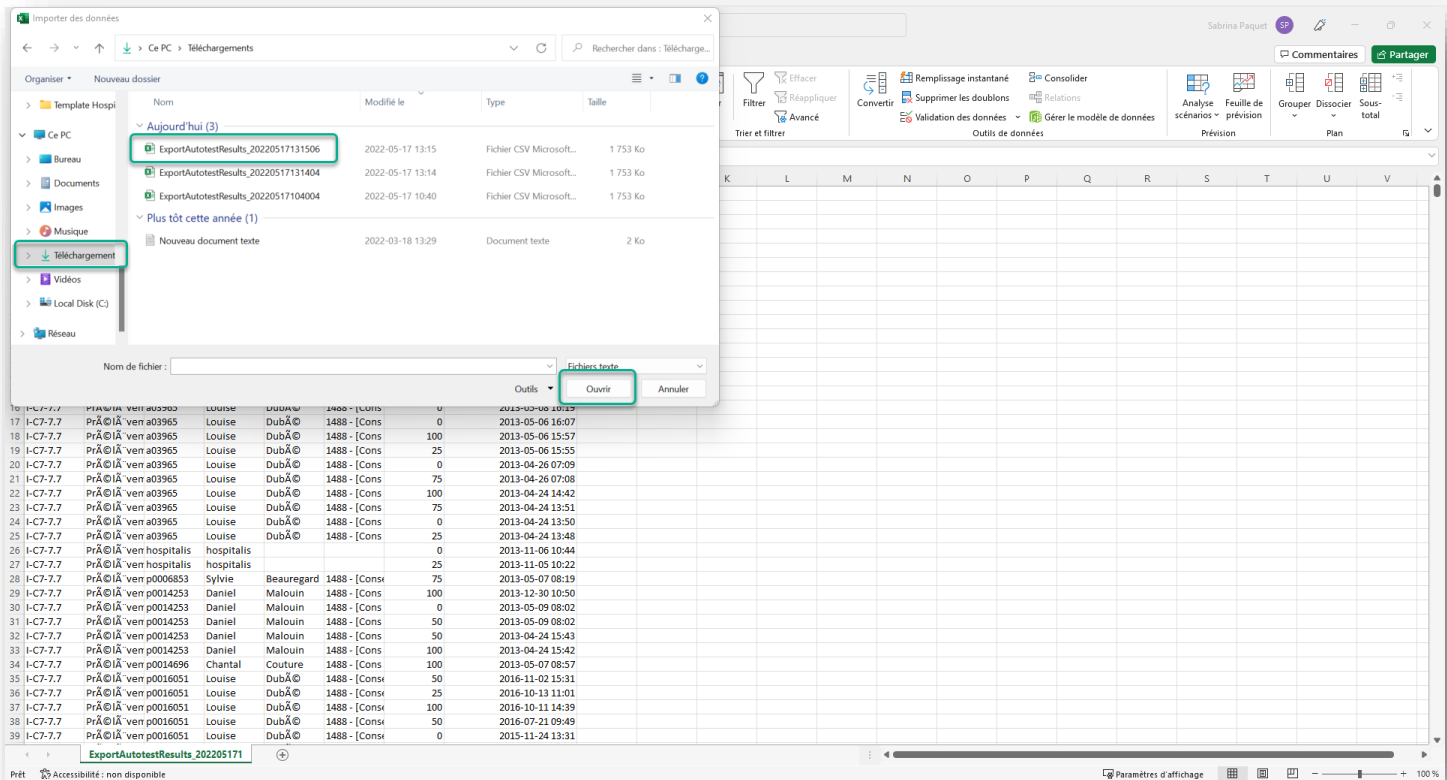 Importer des données
Sabrina Paquet SP
Ce PC > Téléchargements
Rechercher dans : Télécharge...
Commentaires
Partager
Organiser
Nouveau dossier
Nom Modifié le Type Taille
Template Hospi
Ce PC
Bureau
Documents
Images
Musique
Téléchargement
Vidéos
Local Disk (C:)
Réseau
Aujourd'hui (3)
ExportAutotestResults_20220517131506 2022-05-17 13:15 Fichier CSV Microsoft... 1 753 Ko
ExportAutotestResults_20220517131404 2022-05-17 13:14 Fichier CSV Microsoft... 1 753 Ko
ExportAutotestResults_20220517104004 2022-05-17 10:40 Fichier CSV Microsoft... 1 753 Ko
Plus tôt cette année (1)
Nouveau document texte 2022-03-18 13:29 Document texte 2 Ko
Nom de fichier :
Fichiers texte
Outils Ouvrir Annuler
Filtrer
Effacer
Réappliquer
Avancé
Trier et filtrer
Convertir
Remplissage instantané
Supprimer les doublons
Validation des données
Consolider
Relations
Gérer le modèle de données
Outils de données
Analyse scénarios
Feuille de prévision
Prévision
Grouper Dissocier Sous-total
Plan
K L M N O P Q R S T U V
16 I-C7-7.7 PrÃ©lÃ¨vem a03965 Louise DubÃ© 1488 - [Cons 0 2013-05-08 16:19
17 I-C7-7.7 PrÃ©lÃ¨vem a03965 Louise DubÃ© 1488 - [Cons 0 2013-05-06 16:07
18 I-C7-7.7 PrÃ©lÃ¨vem a03965 Louise DubÃ© 1488 - [Cons 100 2013-05-06 15:57
19 I-C7-7.7 PrÃ©lÃ¨vem a03965 Louise DubÃ© 1488 - [Cons 25 2013-05-06 15:55
20 I-C7-7.7 PrÃ©lÃ¨vem a03965 Louise DubÃ© 1488 - [Cons 0 2013-04-26 07:09
21 I-C7-7.7 PrÃ©lÃ¨vem a03965 Louise DubÃ© 1488 - [Cons 75 2013-04-26 07:08
22 I-C7-7.7 PrÃ©lÃ¨vem a03965 Louise DubÃ© 1488 - [Cons 100 2013-04-24 14:42
23 I-C7-7.7 PrÃ©lÃ¨vem a03965 Louise DubÃ© 1488 - [Cons 75 2013-04-24 13:51
24 I-C7-7.7 PrÃ©lÃ¨vem a03965 Louise DubÃ© 1488 - [Cons 0 2013-04-24 13:50
25 I-C7-7.7 PrÃ©lÃ¨vem a03965 Louise DubÃ© 1488 - [Cons 25 2013-04-24 13:48
26 I-C7-7.7 PrÃ©lÃ¨vem hospitalis hospitalis 0 2013-11-06 10:44
27 I-C7-7.7 PrÃ©lÃ¨vem hospitalis hospitalis 25 2013-11-05 10:22
28 I-C7-7.7 PrÃ©lÃ¨vem p0006853 Sylvie Beauregard 1488 - [Conse 75 2013-05-07 08:19
29 I-C7-7.7 PrÃ©lÃ¨vem p0014253 Daniel Malouin 1488 - [Cons 100 2013-12-30 10:50
30 I-C7-7.7 PrÃ©lÃ¨vem p0014253 Daniel Malouin 1488 - [Cons 0 2013-05-09 08:02
31 I-C7-7.7 PrÃ©lÃ¨vem p0014253 Daniel Malouin 1488 - [Cons 50 2013-05-09 08:02
32 I-C7-7.7 PrÃ©lÃ¨vem p0014253 Daniel Malouin 1488 - [Cons 50 2013-04-24 15:43
33 I-C7-7.7 PrÃ©lÃ¨vem p0014253 Daniel Malouin 1488 - [Cons 100 2013-04-24 15:42
34 I-C7-7.7 PrÃ©lÃ¨vem p0014696 Chantal Couture 1488 - [Cons 100 2013-05-07 08:57
35 I-C7-7.7 PrÃ©lÃ¨vem p0016051 Louise DubÃ© 1488 - [Conse 50 2016-11-02 15:31
36 I-C7-7.7 PrÃ©lÃ¨vem p0016051 Louise DubÃ© 1488 - [Conse 25 2016-10-13 11:01
37 I-C7-7.7 PrÃ©lÃ¨vem p0016051 Louise DubÃ© 1488 - [Conse 100 2016-10-11 14:39
38 I-C7-7.7 PrÃ©lÃ¨vem p0016051 Louise DubÃ© 1488 - [Conse 50 2016-07-21 09:49
39 I-C7-7.7 PrÃ©lÃ¨vem p0016051 Louise DubÃ© 1488 - [Conse 0 2015-11-24 13:31
ExportAutotestResults_202205171
Prêt Accessibilité : non disponible Paramètres d'affichage 100 %